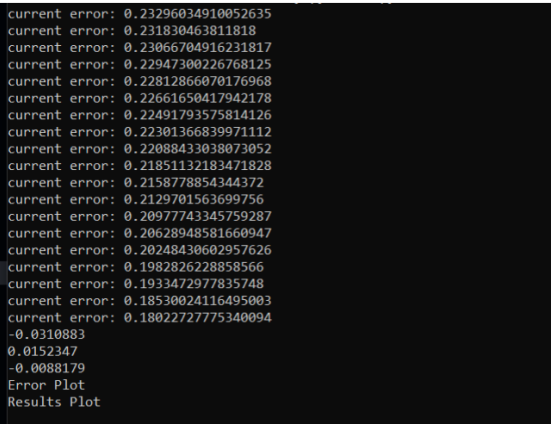 current error: 0.23296034910052635
current error: 0.231830463811818
current error: 0.23066704916231817
current error: 0.22947300226768125
current error: 0.22812866070176968
current error: 0.22661650417942178
current error: 0.22491793575814126
current error: 0.22301366839971112
current error: 0.22088433038073052
current error: 0.21851132183471828
current error: 0.2158778854344372
current error: 0.2129701563699756
current error: 0.20977743345759287
current error: 0.20628948581660947
current error: 0.20248430602957626
current error: 0.1982826228858566
current error: 0.1933472977835748
current error: 0.18530024116495003
current error: 0.18022727775340094
-0.0310883
0.0152347
-0.0088179
Error Plot
Results Plot